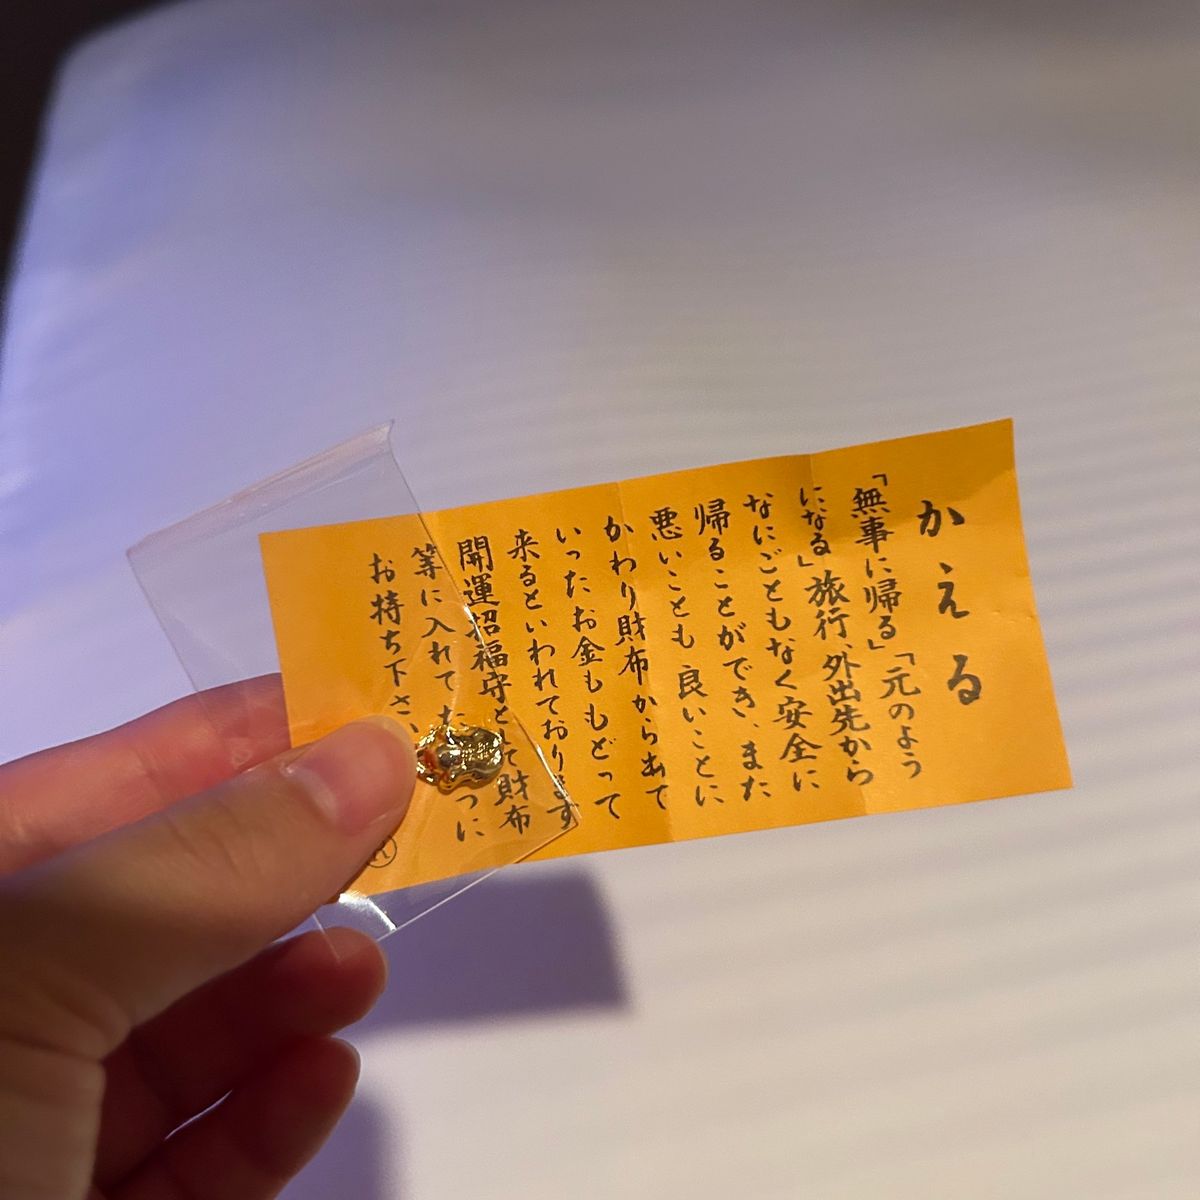 かえる
「無事に帰る」「元のよう
になる」旅行、外出先から
なにごともなく安全に
帰ることができ、また
悪いことも良いことに
かわり財布からあて
いったお金ももどって
来るといわれております
開運招福守として財布
等に入れて つに
お持ち下さい